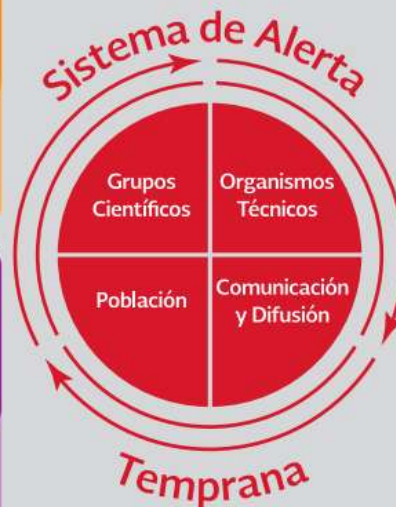 Sistema de Alerta
Grupos
Científicos
Organismos
Técnicos
Población
Comunicación
y Difusión
Temprana